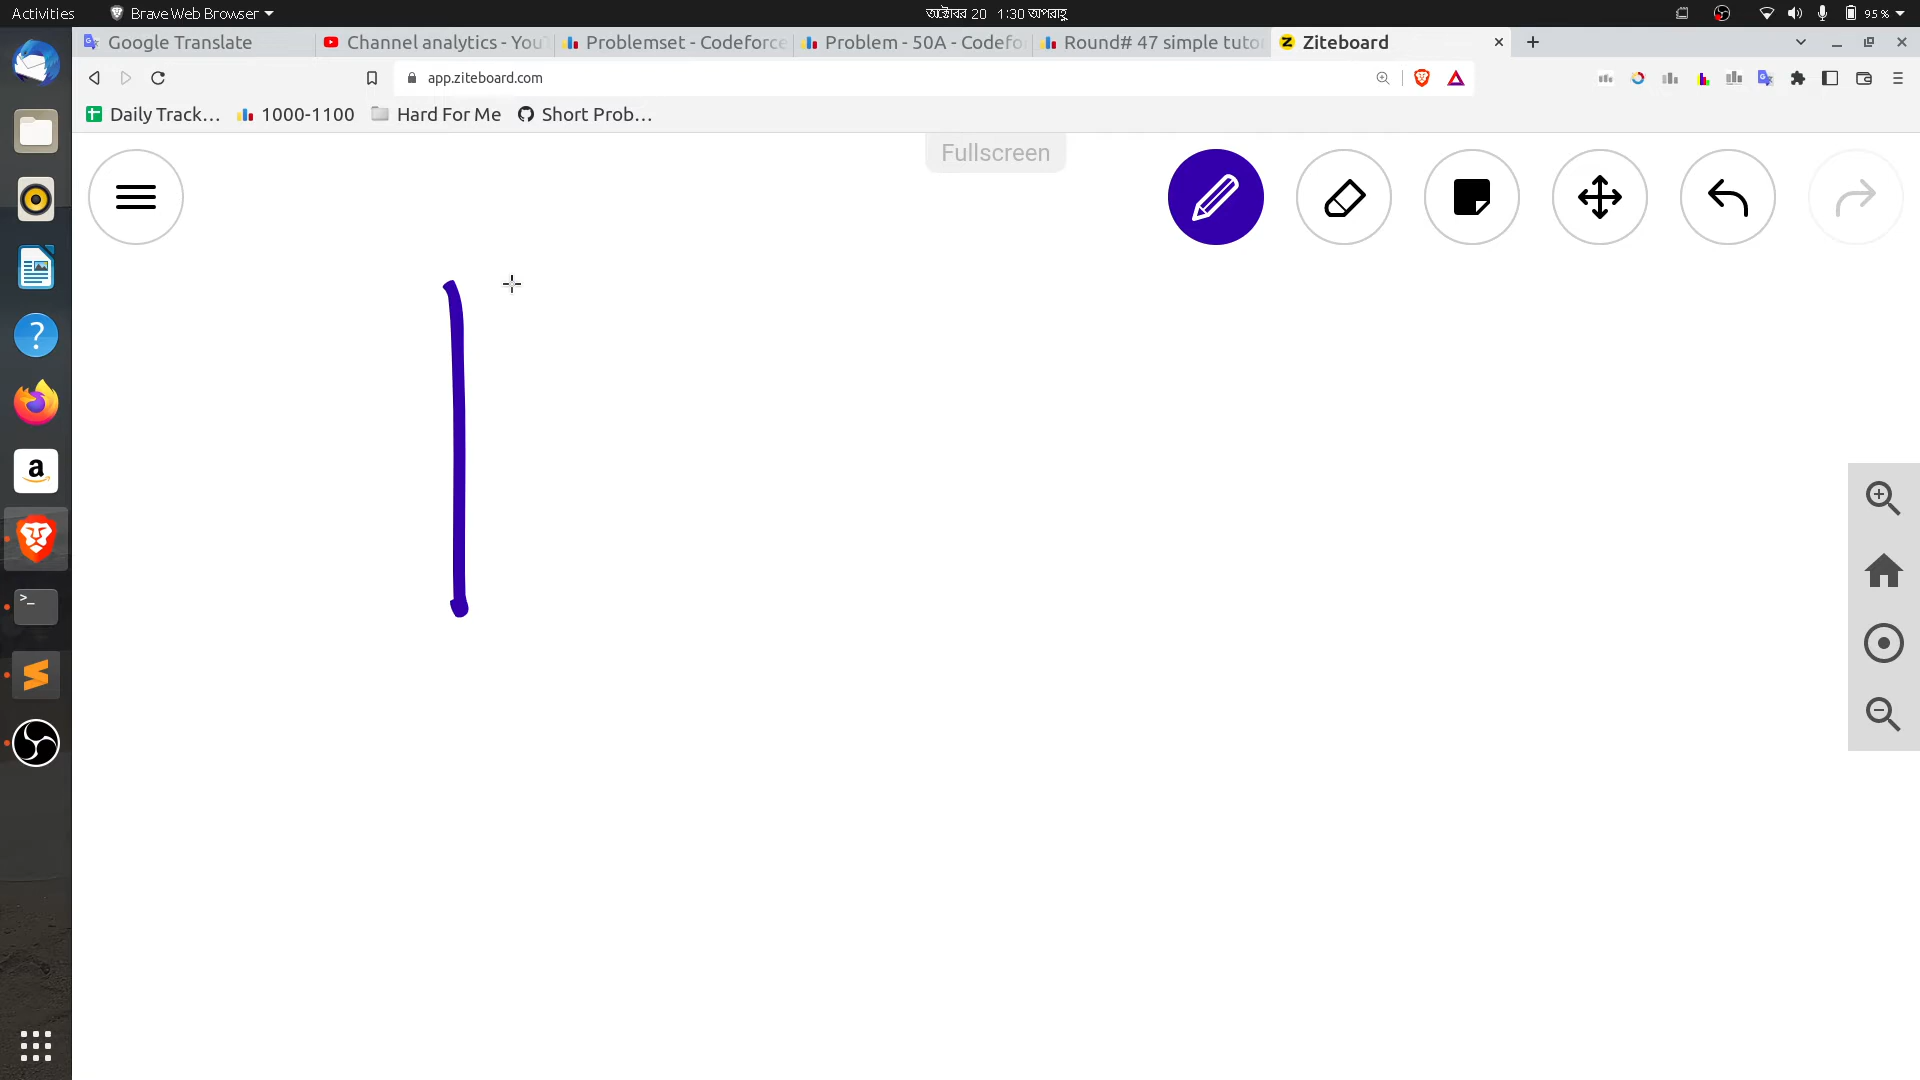 Activities Brave Web Browser অক্টোবর 20 1:30 অপরাহ্ণ 95 %
Google Translate Channel analytics - YouT Problemset - Codeforce Problem - 50A - Codefo Round# 47 simple tuto Ziteboard
app.ziteboard.com
Daily Track... 1000-1100 Hard For Me Short Prob...
Fullscreen